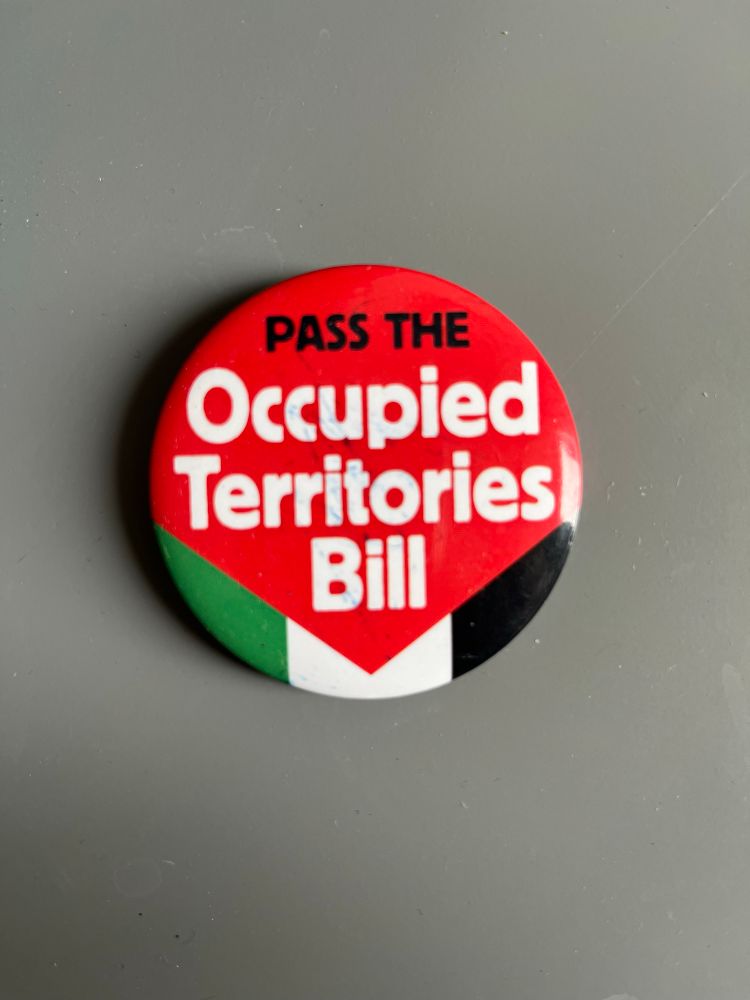 PASS THE
Occupied
Territories
Bill